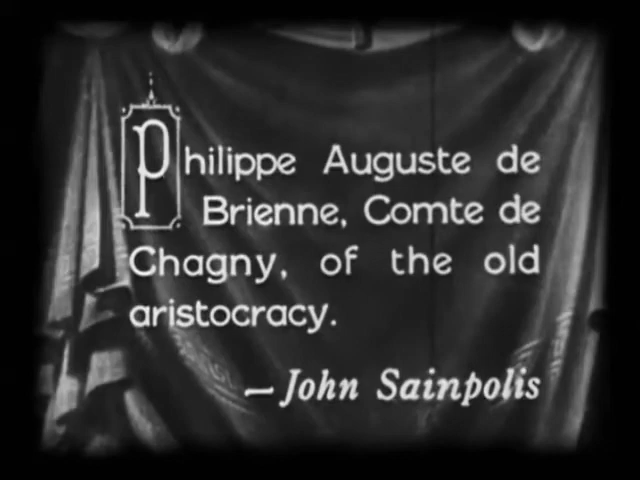 Philippe Auguste de
Brienne, Comte de
Chagny, of the old
aristocracy.
—John Sainpolis